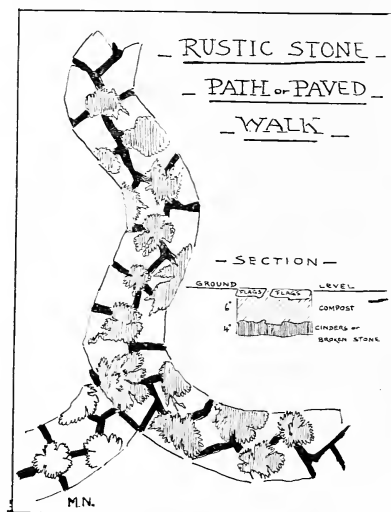 RUSTIC STONE
PATH or PAVED
WALK
SECTION
GROUND LEVEL
FLAGS FLAGS
6" COMPOST
4" CINDERS or
BROKEN STONE
M.N.